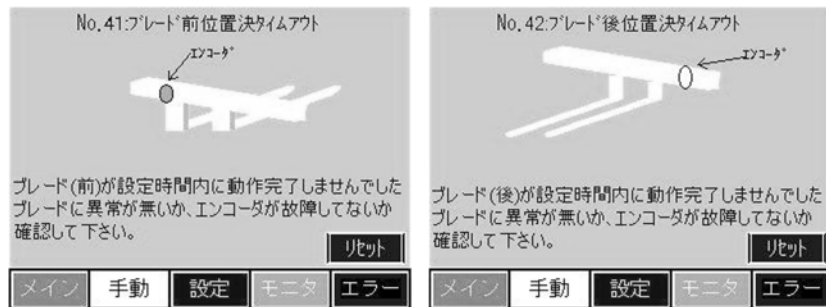 No.41:ﾌﾞﾚｰﾄﾞ前位置決ﾀｲﾑｱｳﾄ
ｴﾝｺｰﾀﾞ
ブレード(前)が設定時間内に動作完了しませんでした
ブレードに異常が無いか、エンコーダが故障してないか
確認して下さい。
ﾘｾｯﾄ
メイン 手動 設定 モニタ エラー
No.42:ﾌﾞﾚｰﾄﾞ後位置決ﾀｲﾑｱｳﾄ
ｴﾝｺｰﾀﾞ
ブレード(後)が設定時間内に動作完了しませんでした
ブレードに異常が無いか、エンコーダが故障してないか
確認して下さい。
ﾘｾｯﾄ
メイン 手動 設定 モニタ エラー